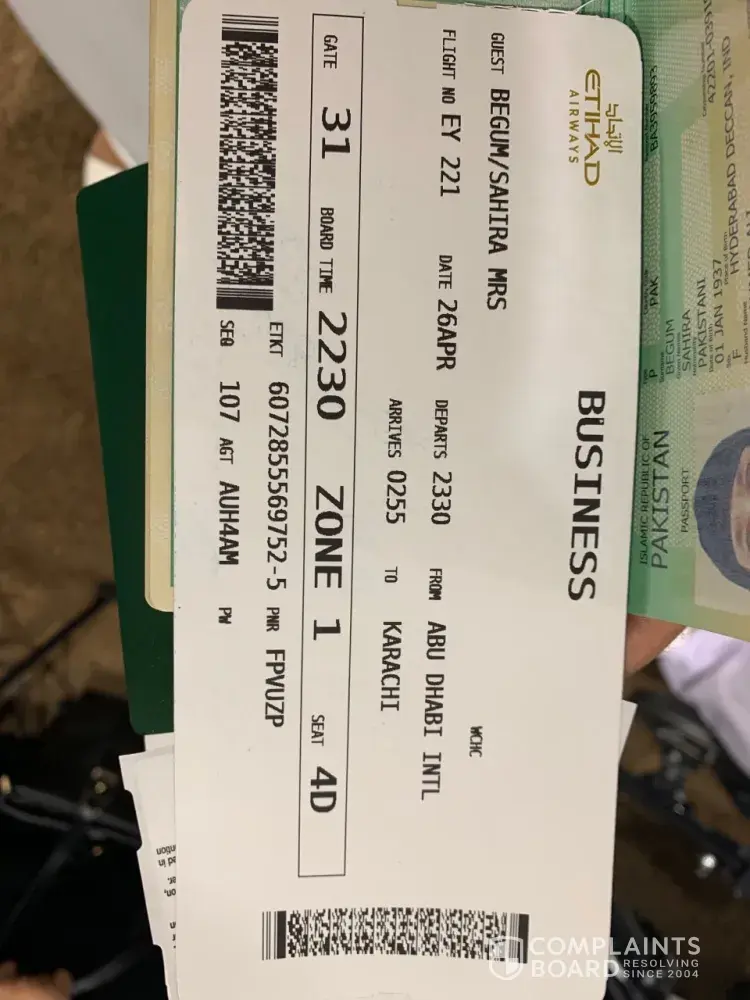 الإتحاد
ETIHAD
AIRWAYS
BUSINESS
GUEST BEGUM/SAHIRA MRS
WCHC
FLIGHT NO EY 221 DATE 26APR DEPARTS 2330 FROM ABU DHABI INTL
ARRIVES 0255 TO KARACHI
GATE 31 BOARD TIME 2230 ZONE 1 SEAT 4D
ETKT 6072855569752-5 PNR FPVUZP
SEQ 107 AGT AUH4AM PW
ISLAMIC REPUBLIC OF
PAKISTAN
PASSPORT
P PAK
BEGUM
SAHIRA
PAKISTANI
01 JAN 1937
F HYDERABAD DECCAN, IND
COMPLAINTS
BOARD RESOLVING
SINCE 2004